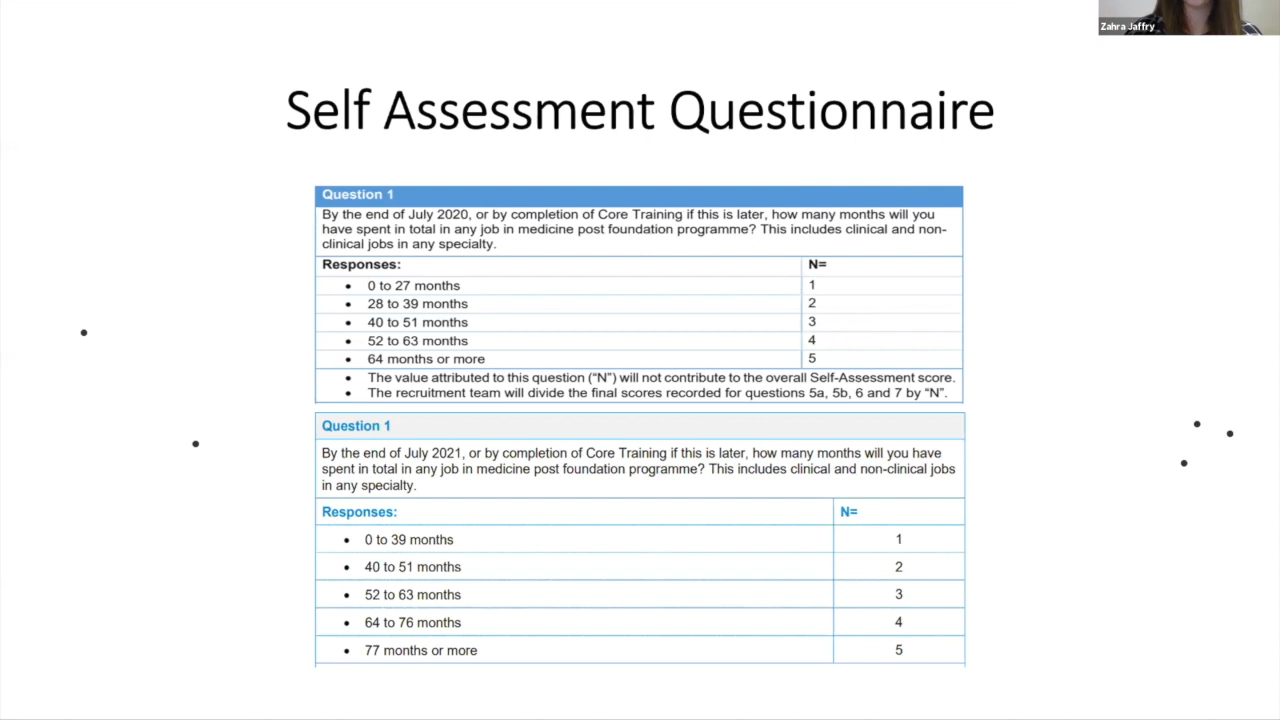 Zahra Jaffry
Self Assessment Questionnaire
Question 1
By the end of July 2020, or by completion of Core Training if this is later, how many months will you
have spent in total in any job in medicine post foundation programme? This includes clinical and non-
clinical jobs in any specialty.
Responses: N=
• 0 to 27 months 1
• 28 to 39 months 2
• 40 to 51 months 3
• 52 to 63 months 4
• 64 months or more 5
• The value attributed to this question (“N”) will not contribute to the overall Self-Assessment score.
• The recruitment team will divide the final scores recorded for questions 5a, 5b, 6 and 7 by “N”.
Question 1
By the end of July 2021, or by completion of Core Training if this is later, how many months will you have
spent in total in any job in medicine post foundation programme? This includes clinical and non-clinical jobs
in any specialty.
Responses: N=
• 0 to 39 months 1
• 40 to 51 months 2
• 52 to 63 months 3
• 64 to 76 months 4
• 77 months or more 5